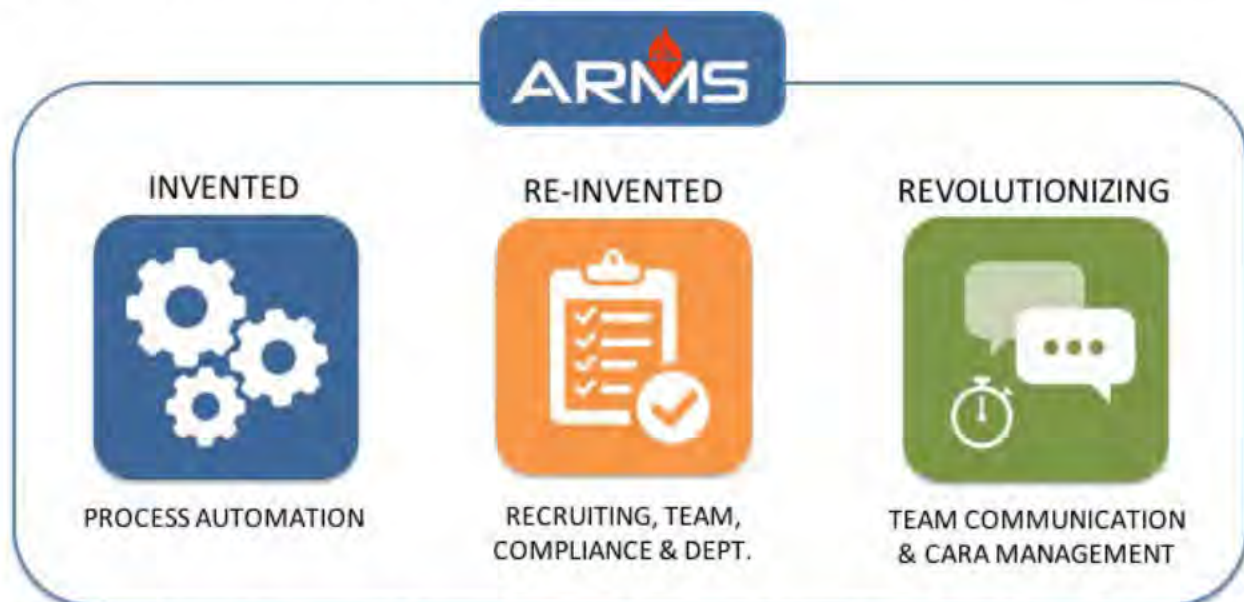 ARMS
INVENTED
RE-INVENTED
REVOLUTIONIZING
PROCESS AUTOMATION
RECRUITING, TEAM,
COMPLIANCE & DEPT.
TEAM COMMUNICATION
& CARA MANAGEMENT